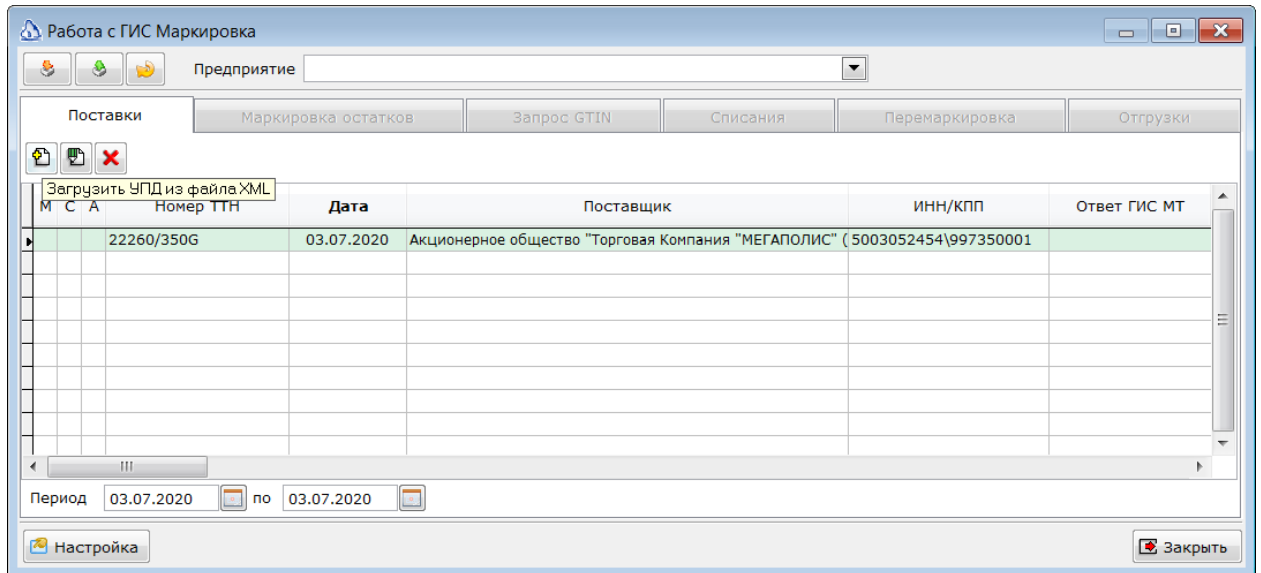 Работа с ГИС Маркировка
Предприятие
Поставки Маркировка остатков Запрос GTIN Списания Перемаркировка Отгрузки
Загрузить УПД из файла XML
М С А Номер ТТН Дата Поставщик ИНН/КПП Ответ ГИС МТ
22260/350G 03.07.2020 Акционерное общество "Торговая Компания "МЕГАПОЛИС" ( 5003052454\997350001
Период 03.07.2020 по 03.07.2020
Настройка Закрыть